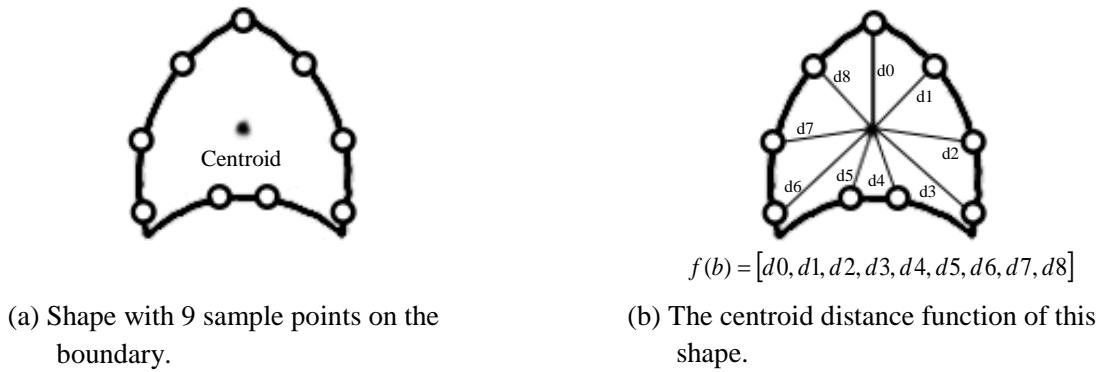 Centroid
d0
d8
d1
d7
d2
d6
d5
d4
d3
f(b) = [d0, d1, d2, d3, d4, d5, d6, d7, d8]
(a) Shape with 9 sample points on the
boundary.
(b) The centroid distance function of this
shape.